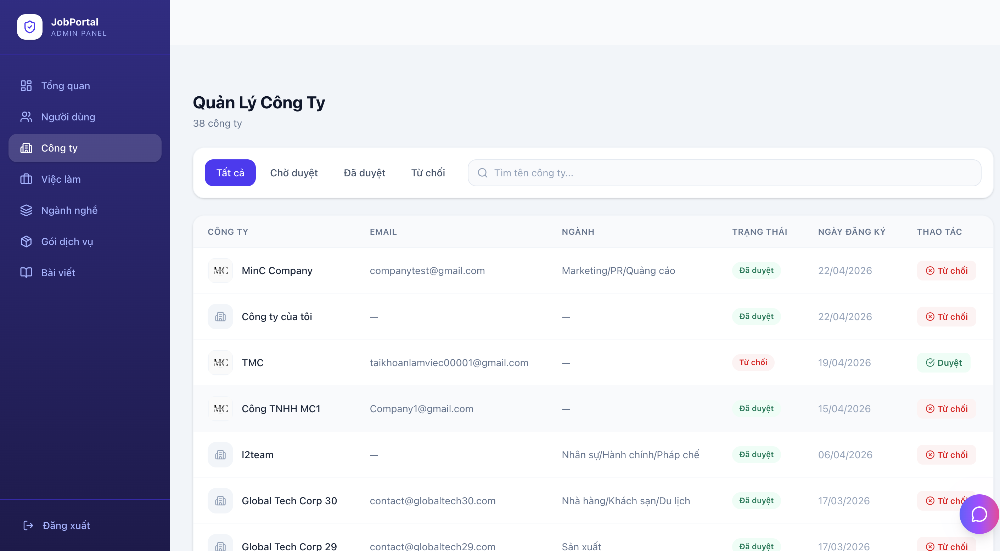 JobPortal
ADMIN PANEL
Tổng quan
Người dùng
Công ty
Việc làm
Ngành nghề
Gói dịch vụ
Bài viết
Đăng xuất
Quản Lý Công Ty
38 công ty
Tất cả Chờ duyệt Đã duyệt Từ chối Tìm tên công ty...
CÔNG TY EMAIL NGÀNH TRẠNG THÁI NGÀY ĐĂNG KÝ THAO TÁC
MC MinC Company companytest@gmail.com Marketing/PR/Quảng cáo Đã duyệt 22/04/2026 Từ chối
Công ty của tôi — — Đã duyệt 22/04/2026 Từ chối
MC TMC taikhoanlamviec00001@gmail.com — Từ chối 19/04/2026 Duyệt
MC Công TNHH MC1 Company1@gmail.com — Đã duyệt 15/04/2026 Từ chối
l2team — Nhân sự/Hành chính/Pháp chế Đã duyệt 06/04/2026 Từ chối
Global Tech Corp 30 contact@globaltech30.com Nhà hàng/Khách sạn/Du lịch Đã duyệt 17/03/2026 Từ chối
Global Tech Corp 29 contact@globaltech29.com Sản xuất Đã duyệt 17/03/2026 Từ chối